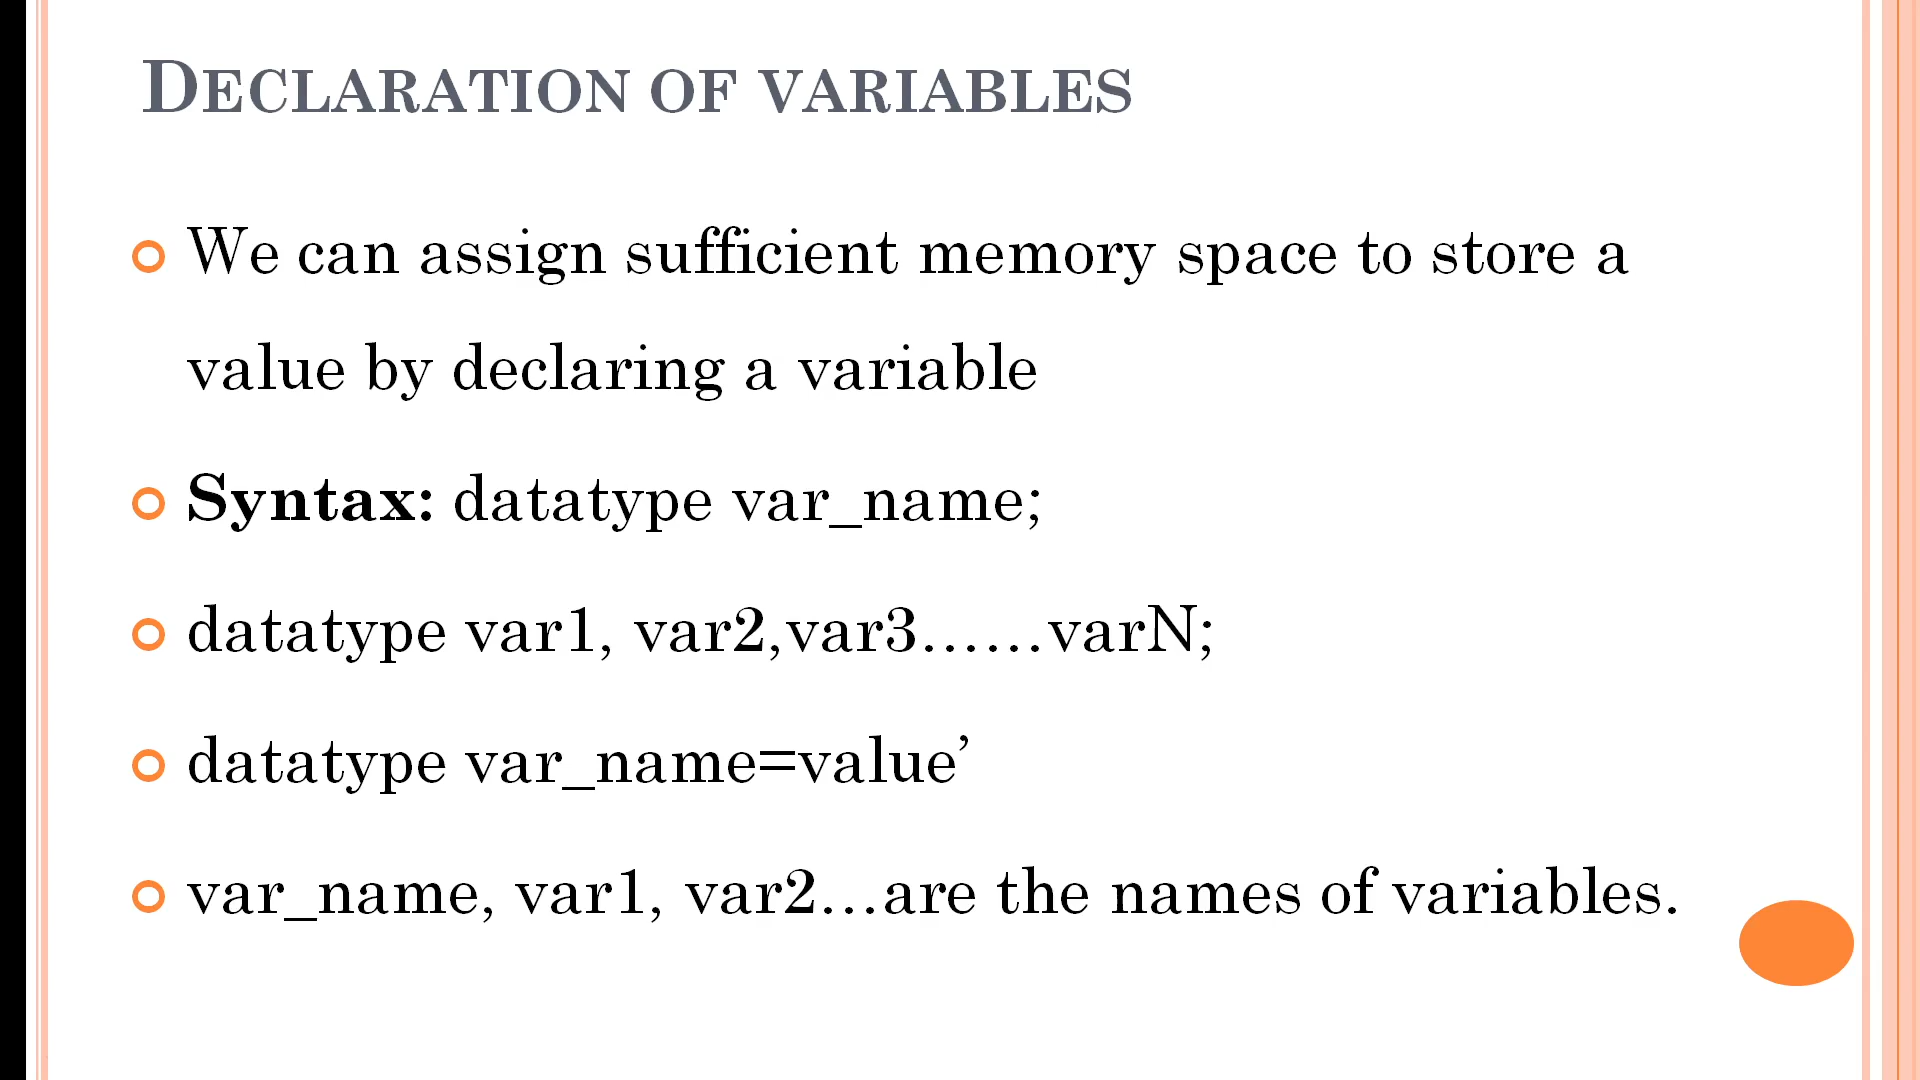 DECLARATION OF VARIABLES
We can assign sufficient memory space to store a
value by declaring a variable
Syntax: datatype var_name;
datatype var1, var2,var3......varN;
datatype var_name=value’
var_name, var1, var2...are the names of variables.